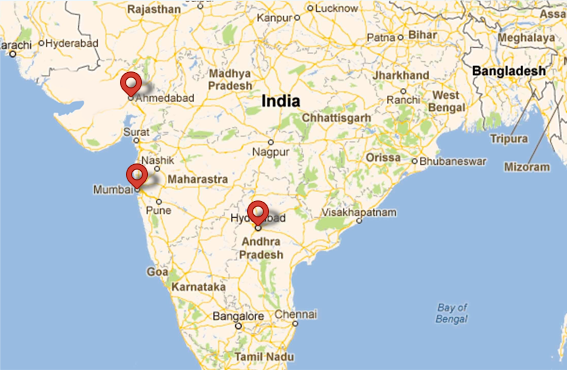 Rajasthan
Lucknow
Kanpur
Assa
Karachi
Hyderabad
Patna
Bihar
Meghalaya
Bangladesh
Madhya
Pradesh
Jharkhand
Ranchi
West
Bengal
Ahmedabad
India
Chhattisgarh
Surat
Tripura
Nashik
Nagpur
Orissa
Bhubaneswar
Mizoram
Mumbai
Maharastra
Pune
Hyderabad
Visakhapatnam
Andhra
Pradesh
Goa
Karnataka
Bay of
Bengal
Bangalore
Chennai
Tamil Nadu